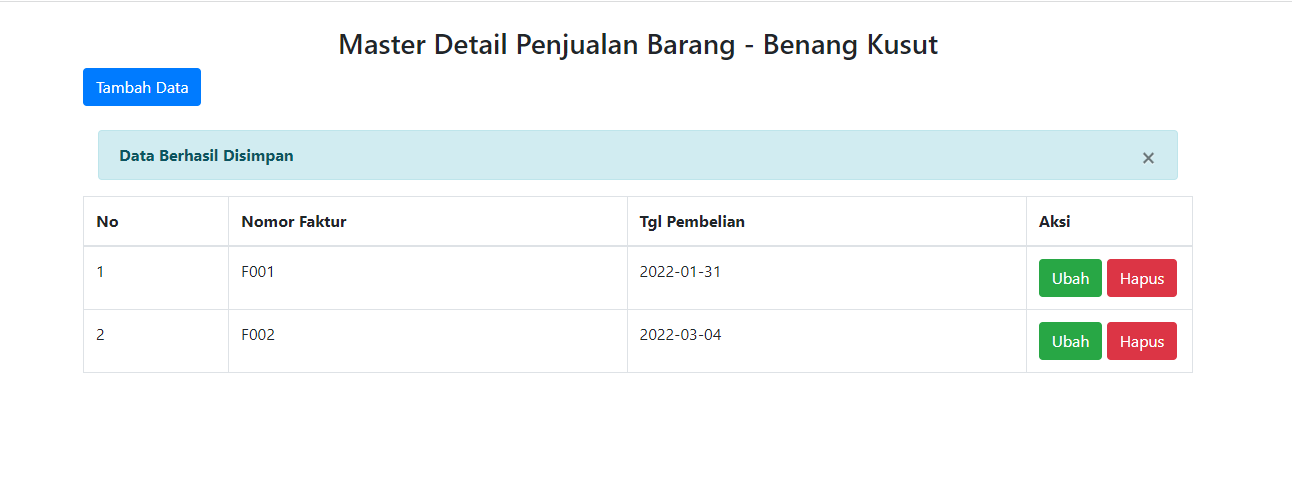 Master Detail Penjualan Barang - Benang Kusut
Tambah Data
Data Berhasil Disimpan ×
No Nomor Faktur Tgl Pembelian Aksi
1 F001 2022-01-31 Ubah Hapus
2 F002 2022-03-04 Ubah Hapus